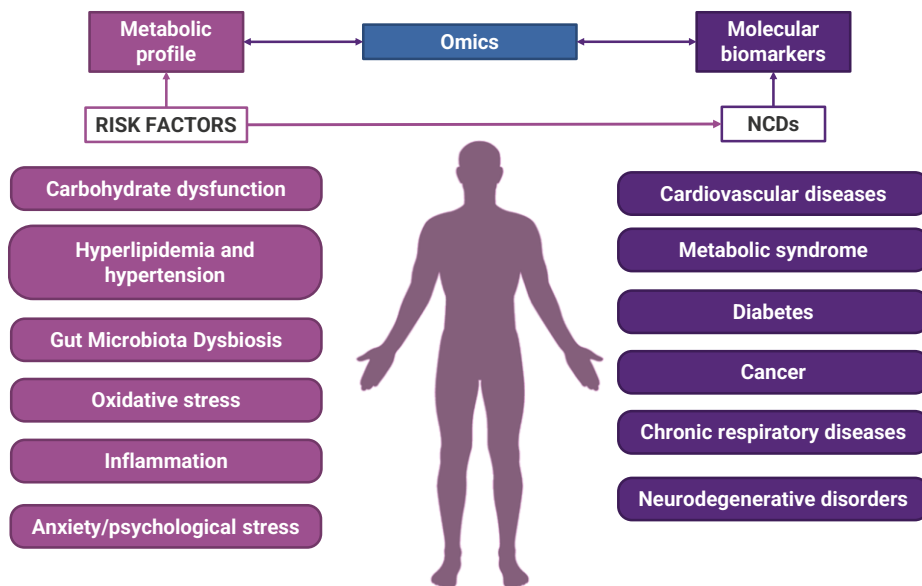 Metabolic
profile
Omics
Molecular
biomarkers
RISK FACTORS
NCDs
Carbohydrate dysfunction
Hyperlipidemia and
hypertension
Gut Microbiota Dysbiosis
Oxidative stress
Inflammation
Anxiety/psychological stress
Cardiovascular diseases
Metabolic syndrome
Diabetes
Cancer
Chronic respiratory diseases
Neurodegenerative disorders